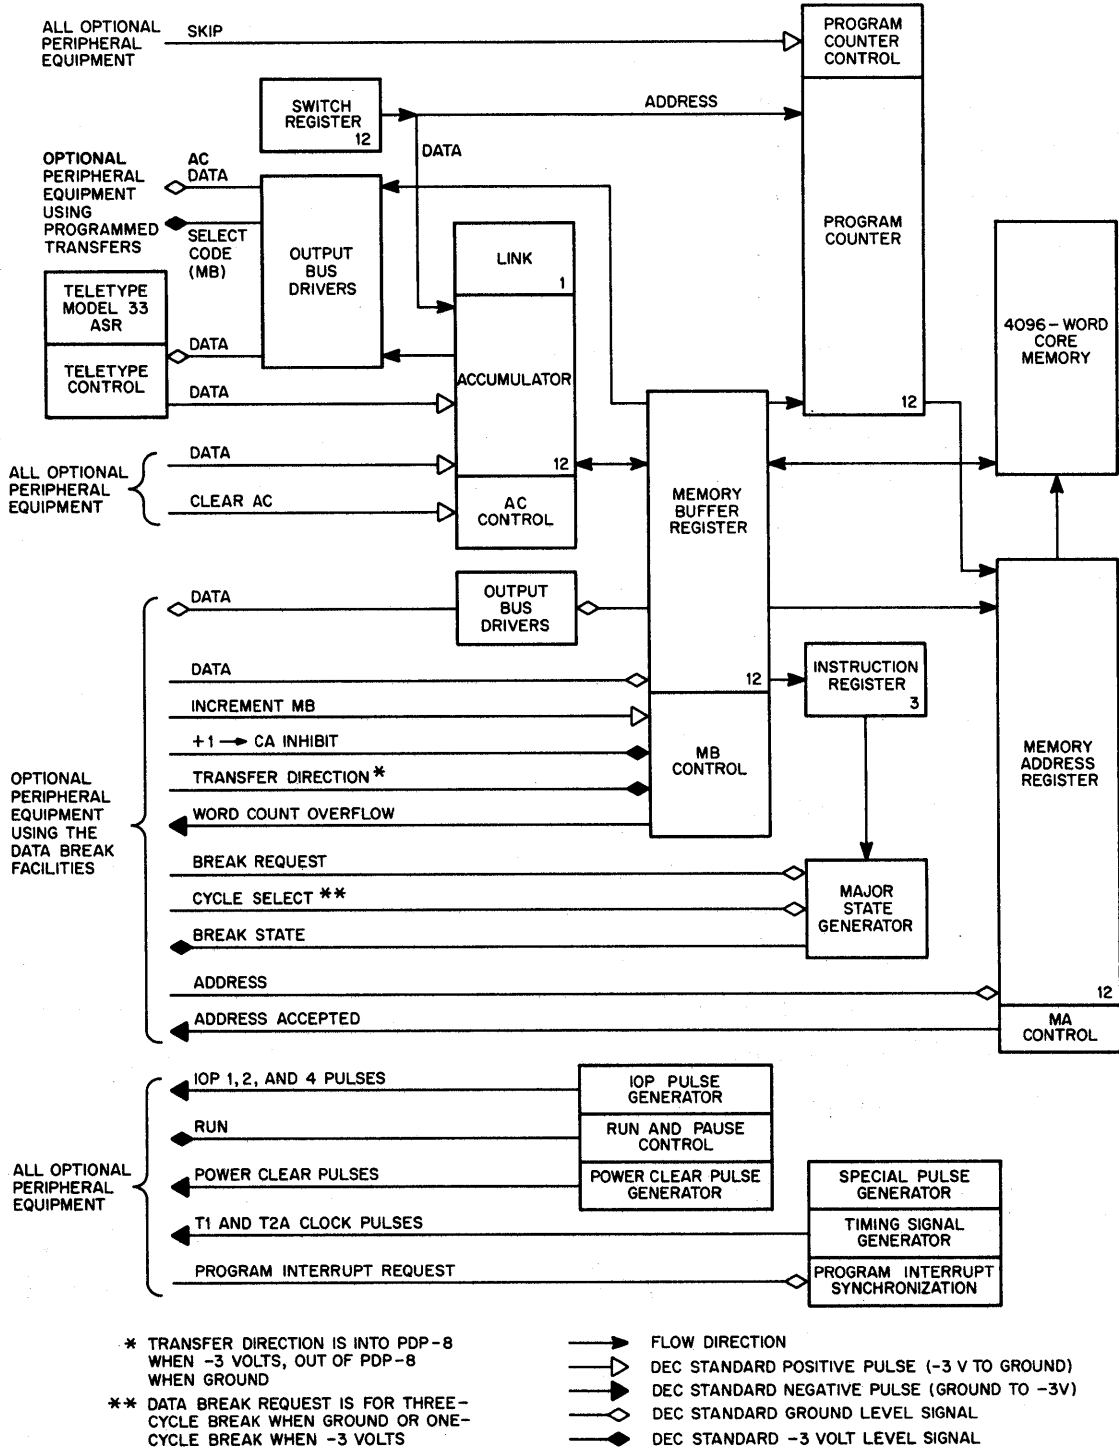 ALL OPTIONAL
PERIPHERAL
EQUIPMENT
SKIP
PROGRAM
COUNTER
CONTROL
SWITCH
REGISTER
12
ADDRESS
DATA
OPTIONAL
PERIPHERAL
EQUIPMENT
USING
PROGRAMMED
TRANSFERS
AC
DATA
SELECT
CODE
(MB)
OUTPUT
BUS
DRIVERS
LINK
1
PROGRAM
COUNTER
12
4096-WORD
CORE
MEMORY
TELETYPE
MODEL 33
ASR
TELETYPE
CONTROL
DATA
DATA
ACCUMULATOR
12
ALL OPTIONAL
PERIPHERAL
EQUIPMENT
DATA
CLEAR AC
AC
CONTROL
MEMORY
BUFFER
REGISTER
12
OPTIONAL
PERIPHERAL
EQUIPMENT
USING THE
DATA BREAK
FACILITIES
DATA
OUTPUT
BUS
DRIVERS
DATA
INCREMENT MB
+1 → CA INHIBIT
TRANSFER DIRECTION *
WORD COUNT OVERFLOW
MB
CONTROL
INSTRUCTION
REGISTER
3
MEMORY
ADDRESS
REGISTER
12
BREAK REQUEST
CYCLE SELECT **
BREAK STATE
MAJOR
STATE
GENERATOR
ADDRESS
ADDRESS ACCEPTED
MA
CONTROL
ALL OPTIONAL
PERIPHERAL
EQUIPMENT
IOP 1,2, AND 4 PULSES
IOP PULSE
GENERATOR
RUN
RUN AND PAUSE
CONTROL
POWER CLEAR PULSES
POWER CLEAR PULSE
GENERATOR
SPECIAL PULSE
GENERATOR
T1 AND T2A CLOCK PULSES
TIMING SIGNAL
GENERATOR
PROGRAM INTERRUPT REQUEST
PROGRAM INTERRUPT
SYNCHRONIZATION
* TRANSFER DIRECTION IS INTO PDP-8
WHEN -3 VOLTS, OUT OF PDP-8
WHEN GROUND
** DATA BREAK REQUEST IS FOR THREE-
CYCLE BREAK WHEN GROUND OR ONE-
CYCLE BREAK WHEN -3 VOLTS
FLOW DIRECTION
DEC STANDARD POSITIVE PULSE (-3 V TO GROUND)
DEC STANDARD NEGATIVE PULSE (GROUND TO -3V)
DEC STANDARD GROUND LEVEL SIGNAL
DEC STANDARD -3 VOLT LEVEL SIGNAL